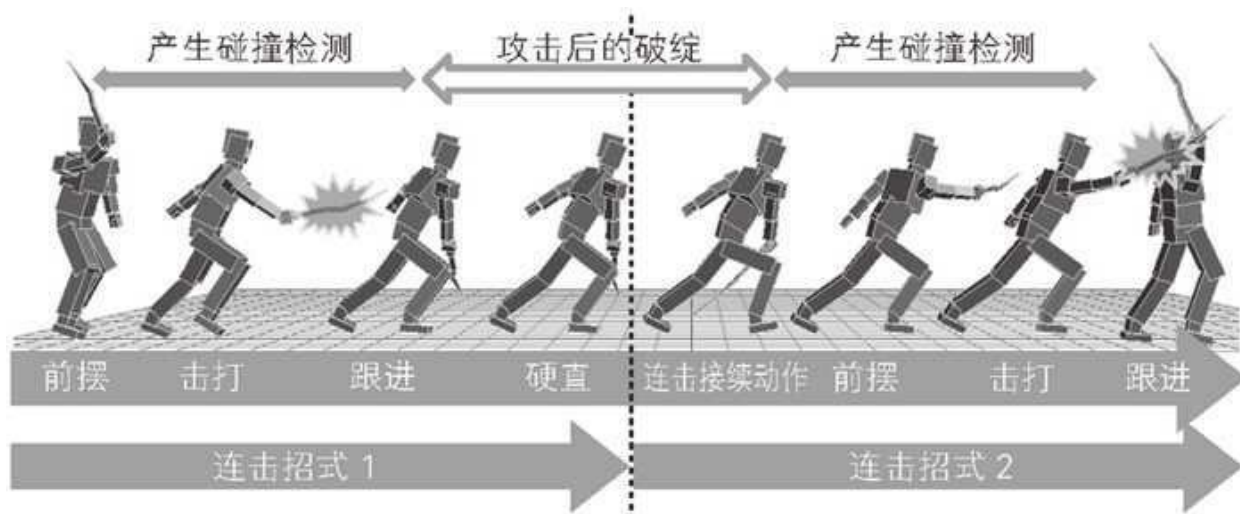 产生碰撞检测 攻击后的破绽 产生碰撞检测
前摆 击打 跟进 硬直 连击接续动作 前摆 击打 跟进
连击招式 1 连击招式 2